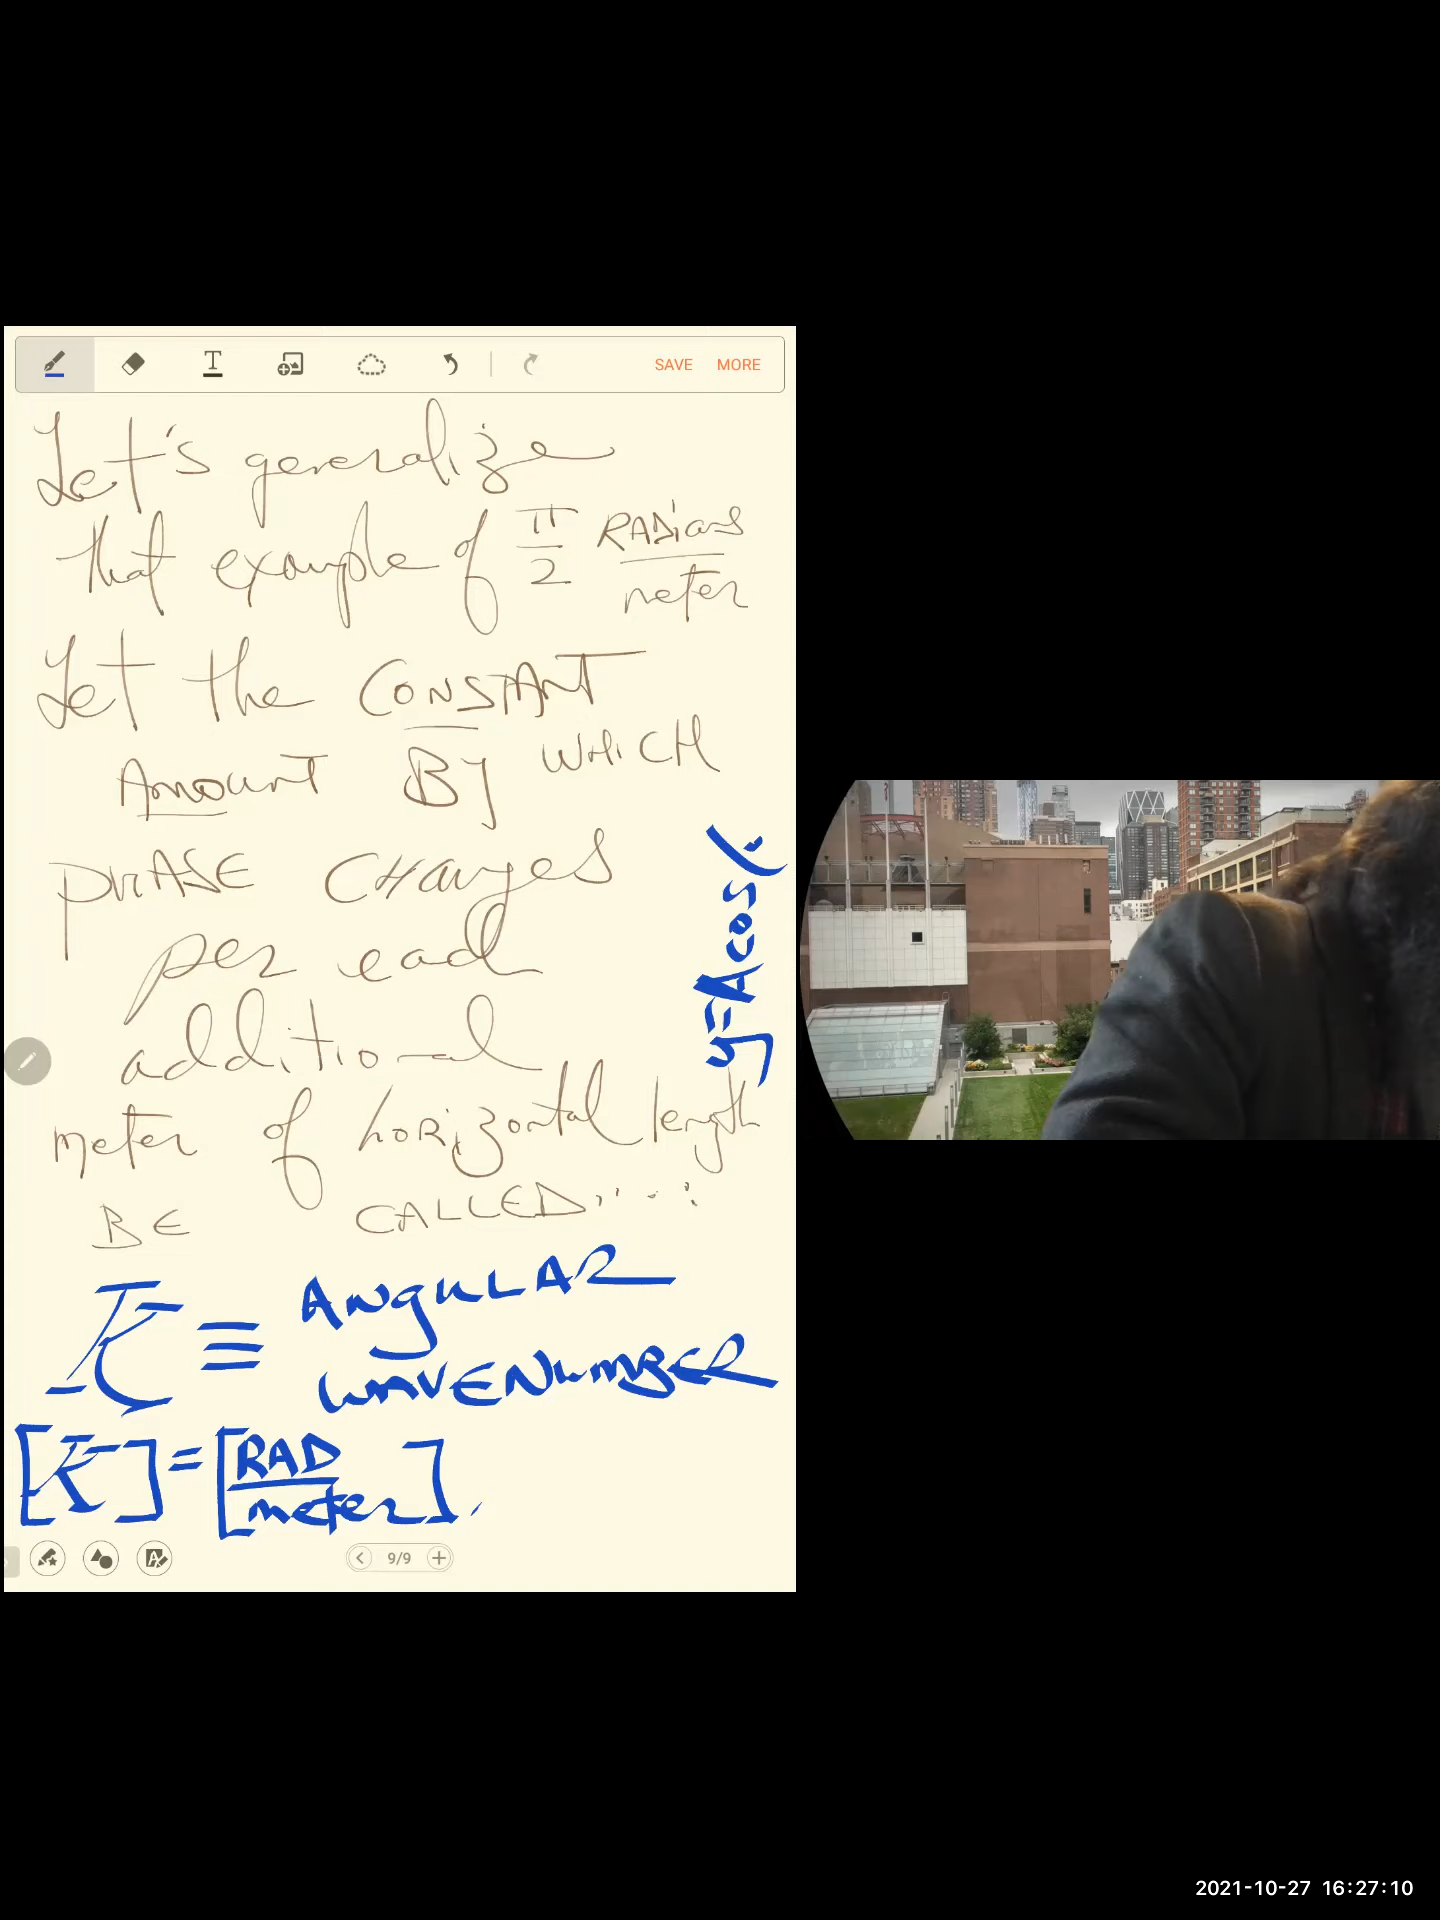 SAVE MORE
Let's generalize
that example of π/2 RADians/meter
Let the CONSTANT
AMOUNT BY WHICH
PHASE CHanges
per each
additional
meter of horizontal length
BE CALLED
K ≡ ANgULAR
WAVENumBER
[K] = [RAD/meter].
y=Acos(
9/9
2021-10-27 16:27:10